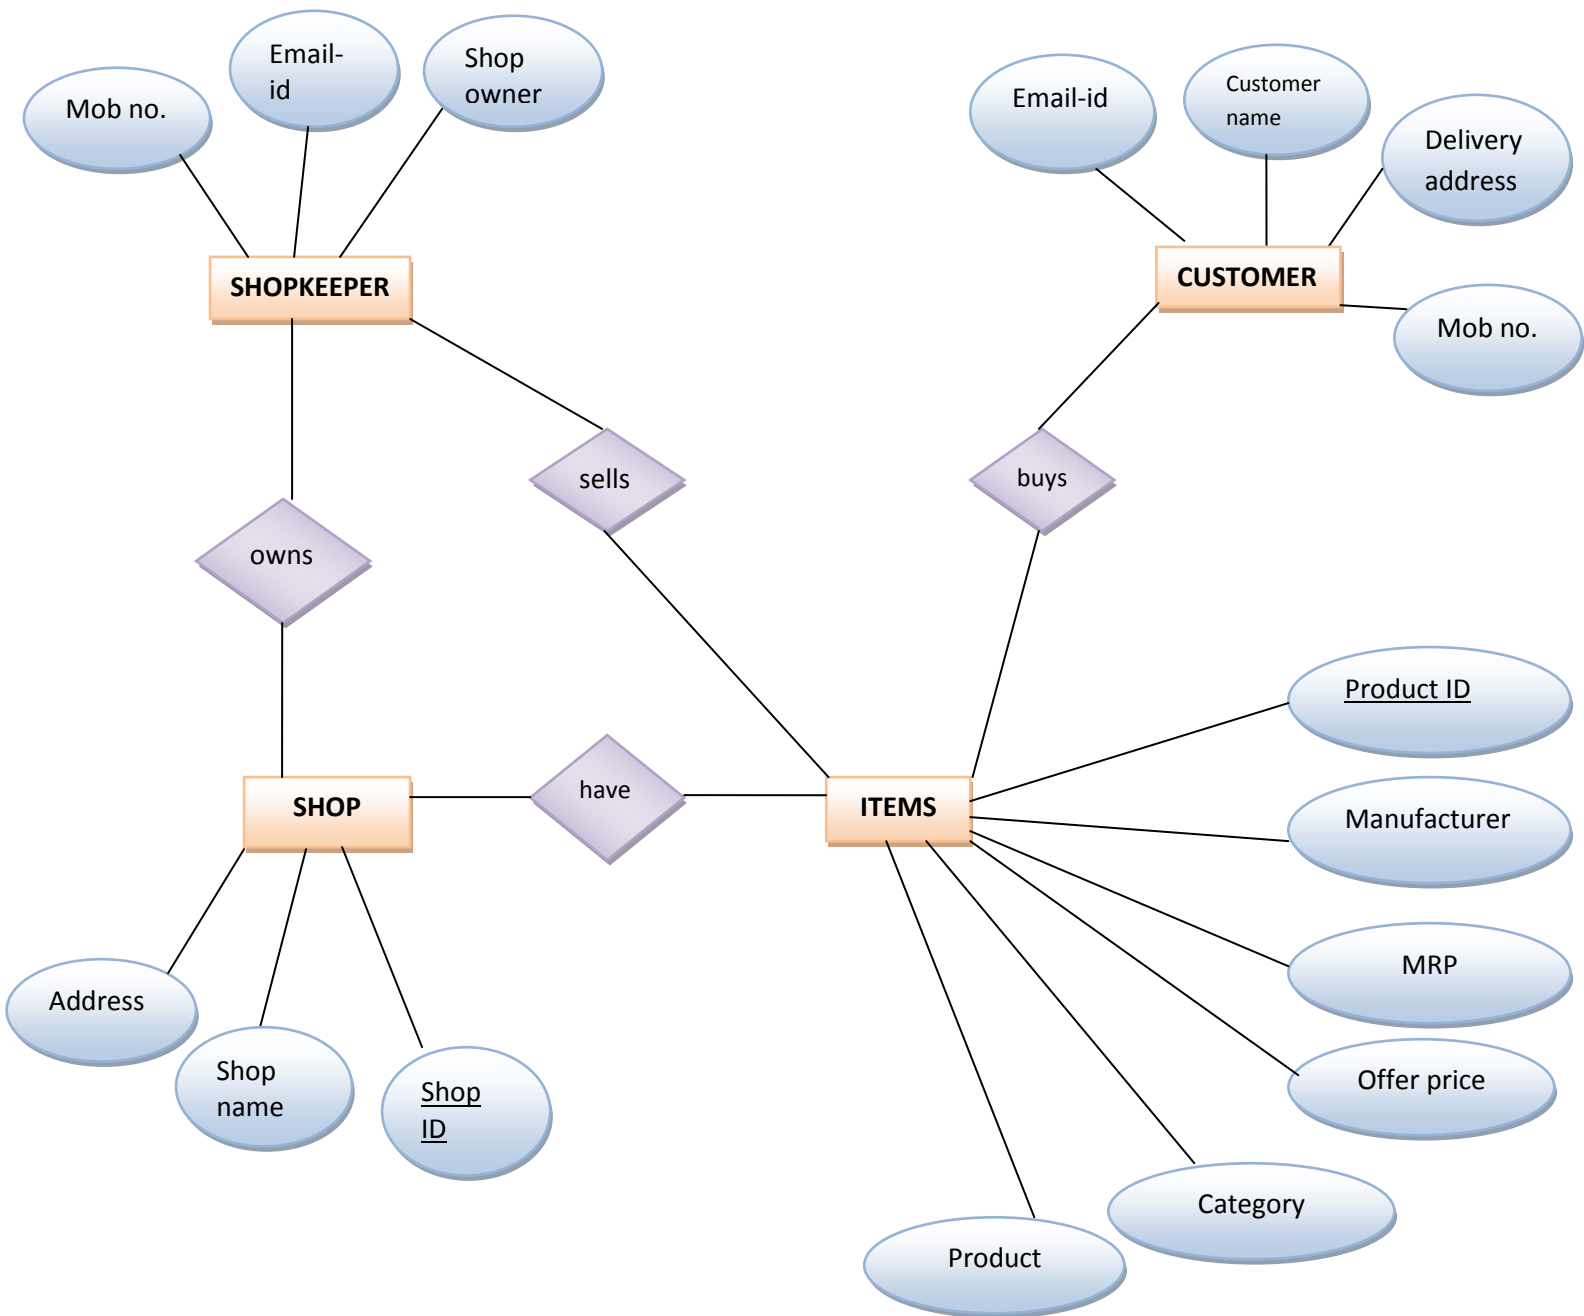 Mob no.
Email-
id
Shop
owner
Email-id
Customer
name
Delivery
address
Mob no.
SHOPKEEPER
CUSTOMER
sells
buys
owns
Product ID
SHOP
have
ITEMS
Manufacturer
MRP
Address
Shop
name
Shop
ID
Offer price
Category
Product